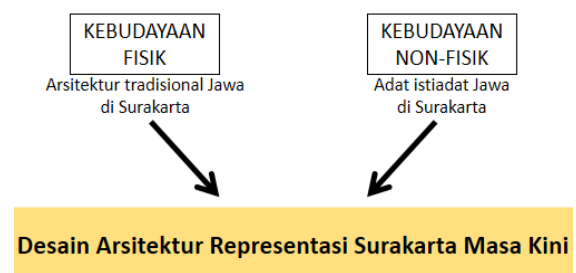 KEBUDAYAAN
FISIK
Arsitektur tradisional Jawa
di Surakarta
KEBUDAYAAN
NON-FISIK
Adat istiadat Jawa
di Surakarta
Desain Arsitektur Representasi Surakarta Masa Kini